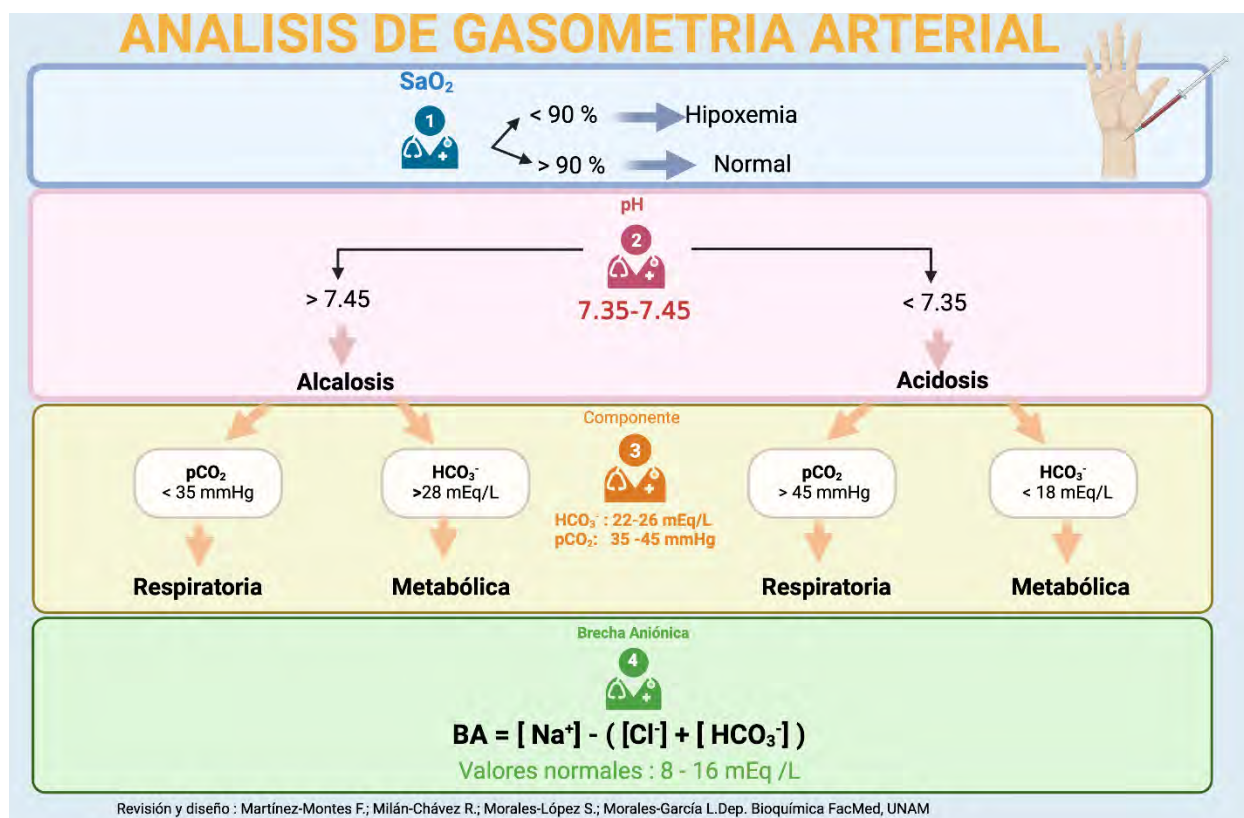 ANALISIS DE GASOMETRIA ARTERIAL
SaO₂
1
< 90 % Hipoxemia
> 90 % Normal
pH
2
7.35-7.45
> 7.45 < 7.35
Alcalosis Acidosis
Componente
3
pCO₂ HCO₃⁻ pCO₂ HCO₃⁻
< 35 mmHg >28 mEq/L > 45 mmHg < 18 mEq/L
HCO₃⁻ : 22-26 mEq/L
pCO₂: 35 -45 mmHg
Respiratoria Metabólica Respiratoria Metabólica
Brecha Aniónica
4
BA = [ Na⁺] - ( [Cl⁻] + [ HCO₃⁻] )
Valores normales : 8 - 16 mEq /L
Revisión y diseño : Martínez-Montes F.; Milán-Chávez R.; Morales-López S.; Morales-García L.Dep. Bioquímica FacMed, UNAM